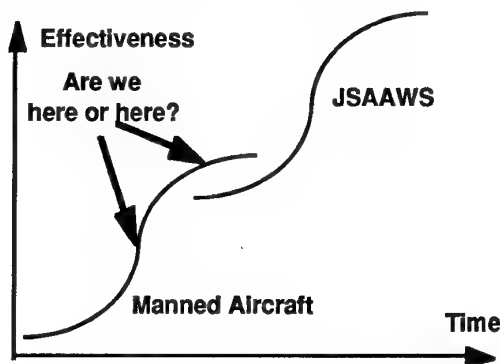 Effectiveness
Are we
here or here?
JSAAWS
Manned Aircraft
Time